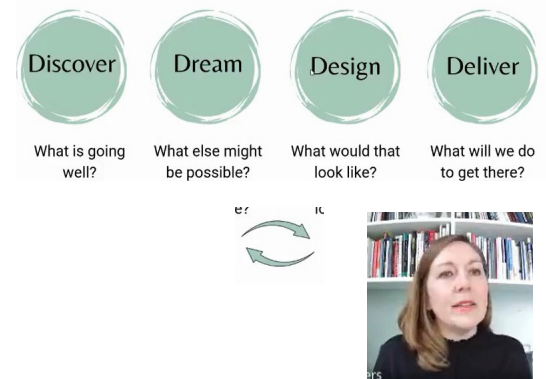 Discover Dream Design Deliver
What is going What else might What would that What will we do
well? be possible? look like? to get there?
e?
ers